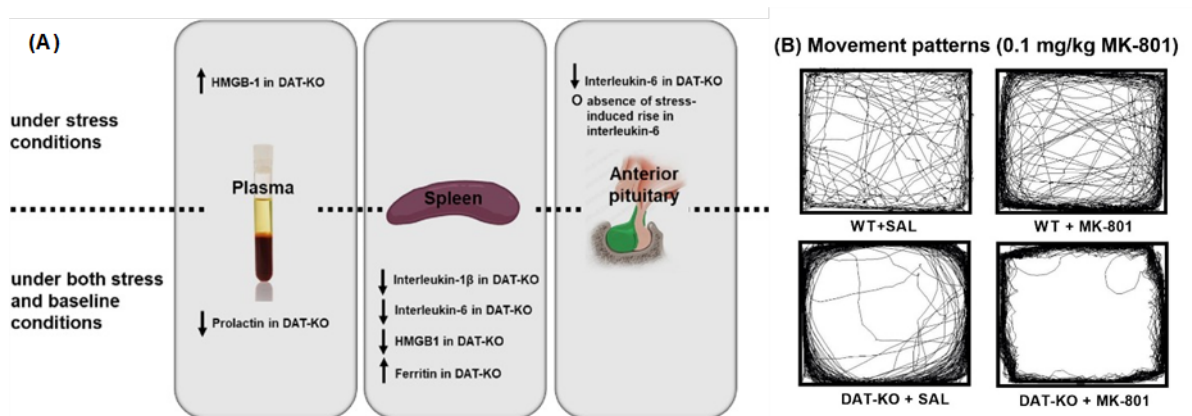 (A)
under stress
conditions
under both stress
and baseline
conditions
HMGB-1 in DAT-KO
Plasma
Prolactin in DAT-KO
Spleen
Interleukin-1β in DAT-KO
Interleukin-6 in DAT-KO
HMGB1 in DAT-KO
Ferritin in DAT-KO
Interleukin-6 in DAT-KO
O absence of stress-
induced rise in
interleukin-6
Anterior
pituitary
(B) Movement patterns (0.1 mg/kg MK-801)
WT+SAL
WT + MK-801
DAT-KO + SAL
DAT-KO + MK-801